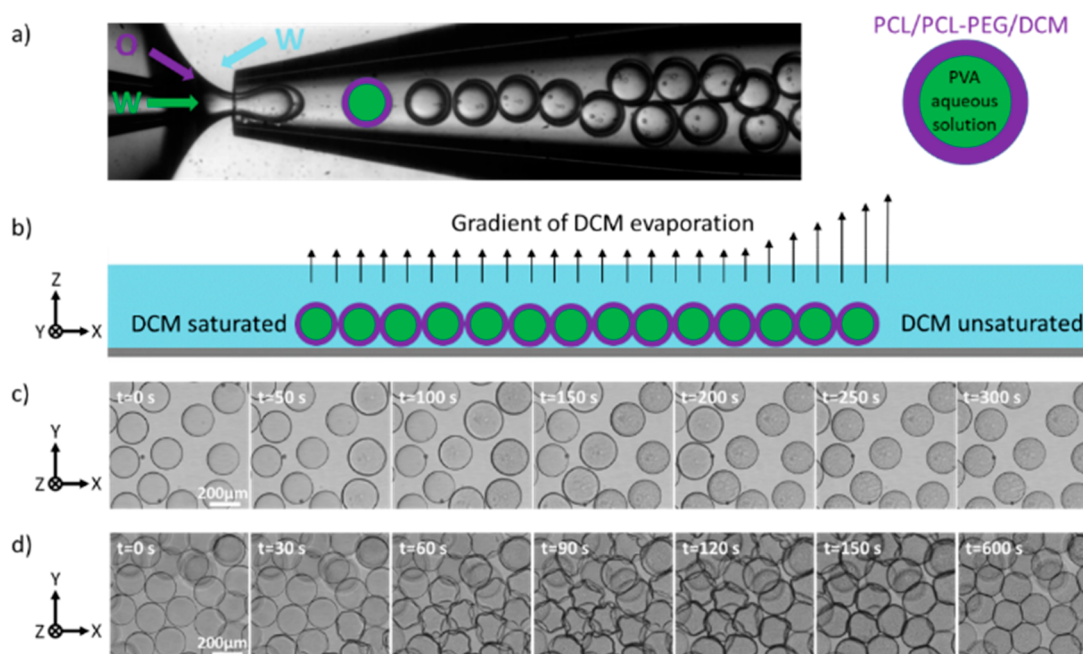 a)
O
W
W
PCL/PCL-PEG/DCM
PVA
aqueous
solution
b)
Gradient of DCM evaporation
Z
Y
X
DCM saturated
DCM unsaturated
c)
t=0 s
t=50 s
t=100 s
t=150 s
t=200 s
t=250 s
t=300 s
Y
Z
X
200µm
d)
t=0 s
t=30 s
t=60 s
t=90 s
t=120 s
t=150 s
t=600 s
Y
Z
X
200µm